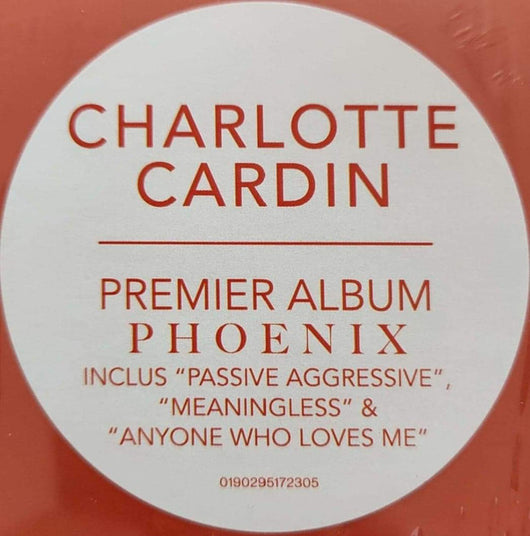 CHARLOTTE
CARDIN
PREMIER ALBUM
PHOENIX
INCLUS “PASSIVE AGGRESSIVE”,
“MEANINGLESS” &
“ANYONE WHO LOVES ME”
0190295172305